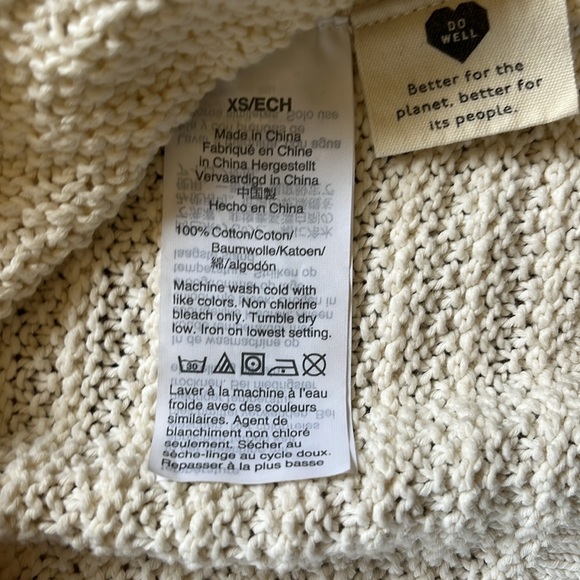 DO
WELL
Better for the
planet, better for
its people.
XS/ECH
Made in China
Fabriqué en Chine
in China Hergestellt
Vervaardigd in China
中国製
Hecho en China
100% Cotton/Coton/
Baumwolle/Katoen/
綿/algodón
Machine wash cold with
like colors. Non chlorine
bleach only. Tumble dry
low. Iron on lowest setting.
30
Laver à la machine à l'eau
froide avec des couleurs
similaires. Agent de
blanchiment non chloré
seulement. Sécher au
sèche-linge au cycle doux.
Repasser à la plus basse